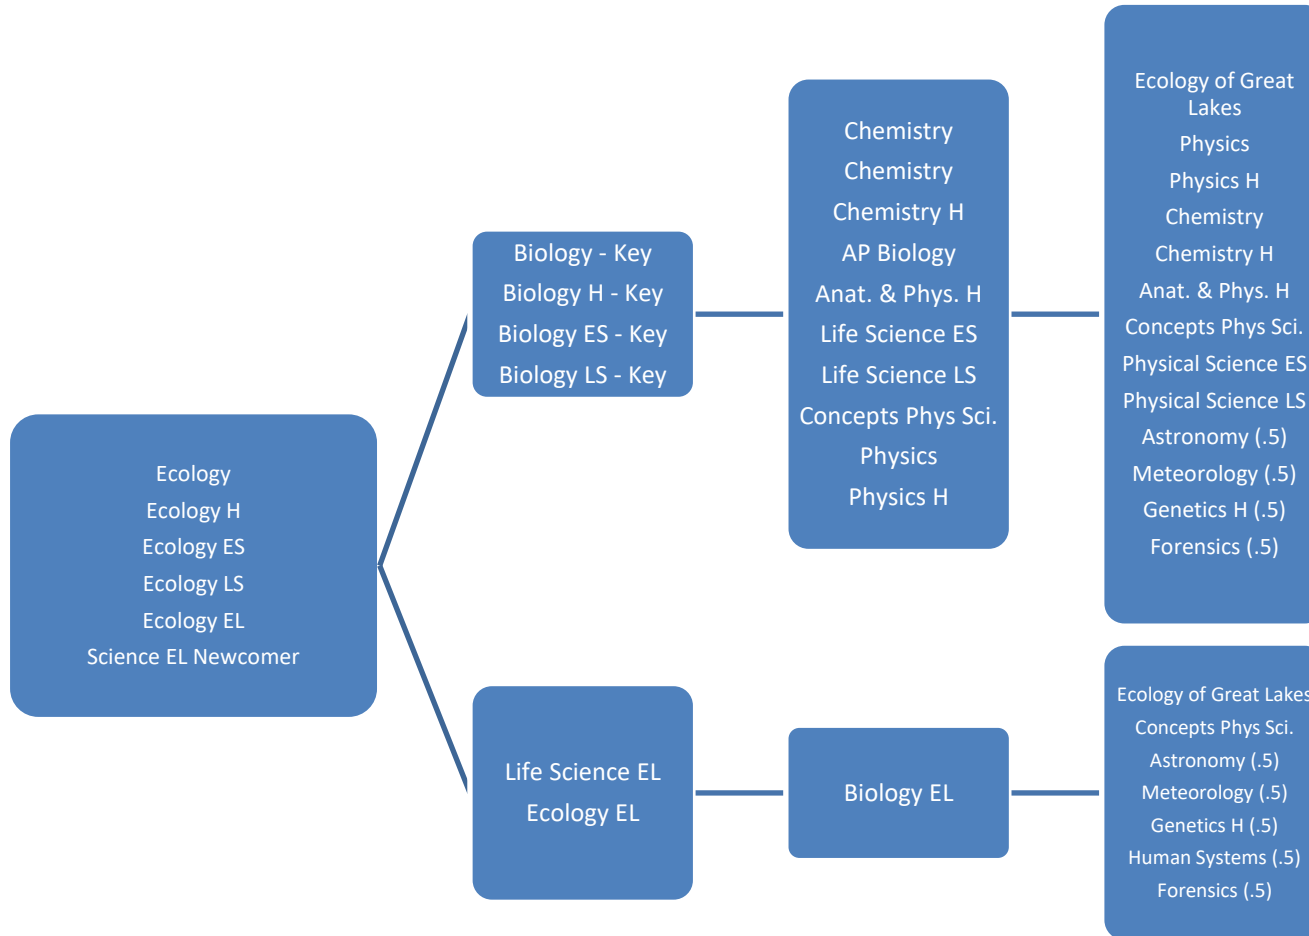 Ecology
Ecology H
Ecology ES
Ecology LS
Ecology EL
Science EL Newcomer
Biology - Key
Biology H - Key
Biology ES - Key
Biology LS - Key
Chemistry
Chemistry
Chemistry H
AP Biology
Anat. & Phys. H
Life Science ES
Life Science LS
Concepts Phys Sci.
Physics
Physics H
Ecology of Great
Lakes
Physics
Physics H
Chemistry
Chemistry H
Anat. & Phys. H
Concepts Phys Sci.
Physical Science ES
Physical Science LS
Astronomy (.5)
Meteorology (.5)
Genetics H (.5)
Forensics (.5)
Life Science EL
Ecology EL
Biology EL
Ecology of Great Lakes
Concepts Phys Sci.
Astronomy (.5)
Meteorology (.5)
Genetics H (.5)
Human Systems (.5)
Forensics (.5)